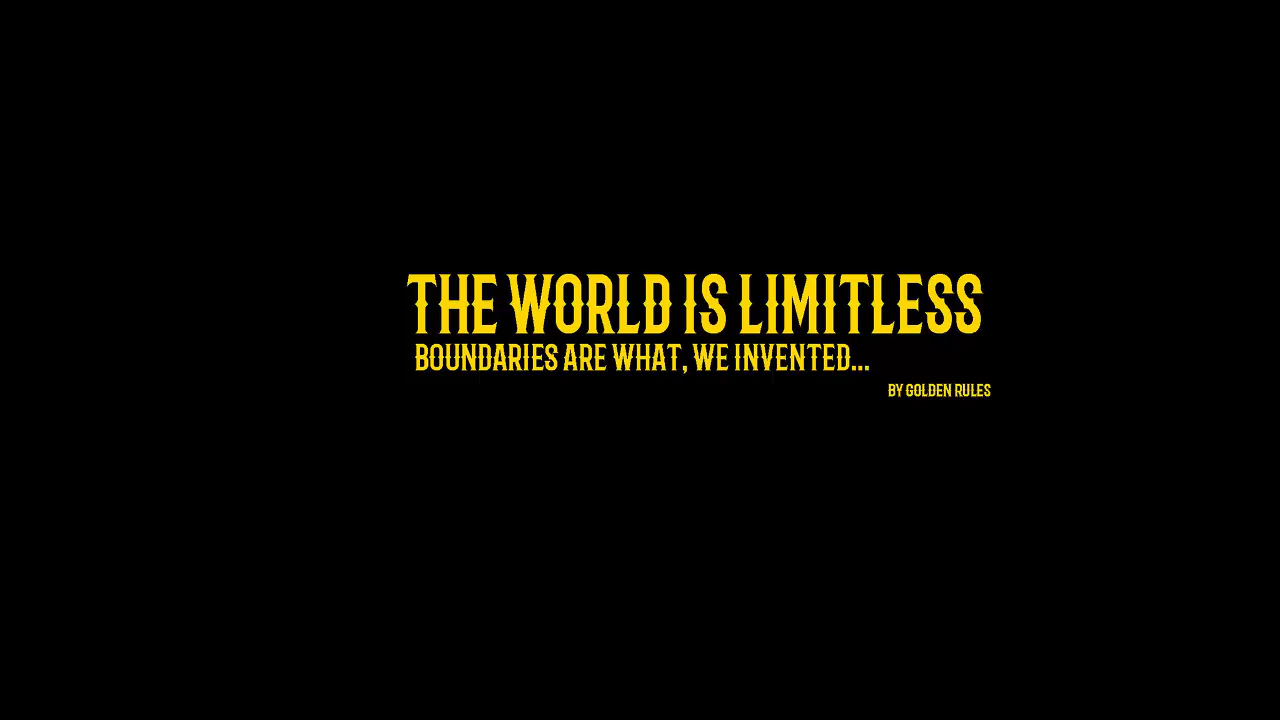 THE WORLD IS LIMITLESS
BOUNDARIES ARE WHAT, WE INVENTED...
BY GOLDEN RULES